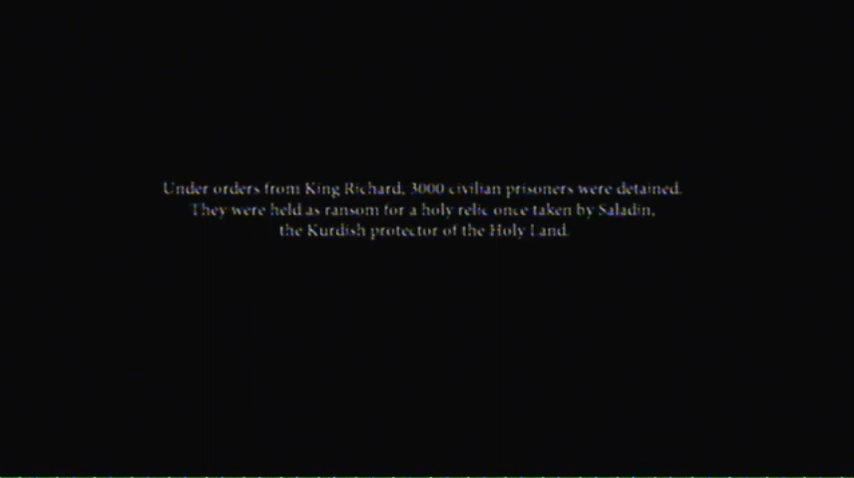 Under orders from King Richard, 3000 civilian prisoners were detained.
They were held as ransom for a holy relic once taken by Saladin,
the Kurdish protector of the Holy Land.